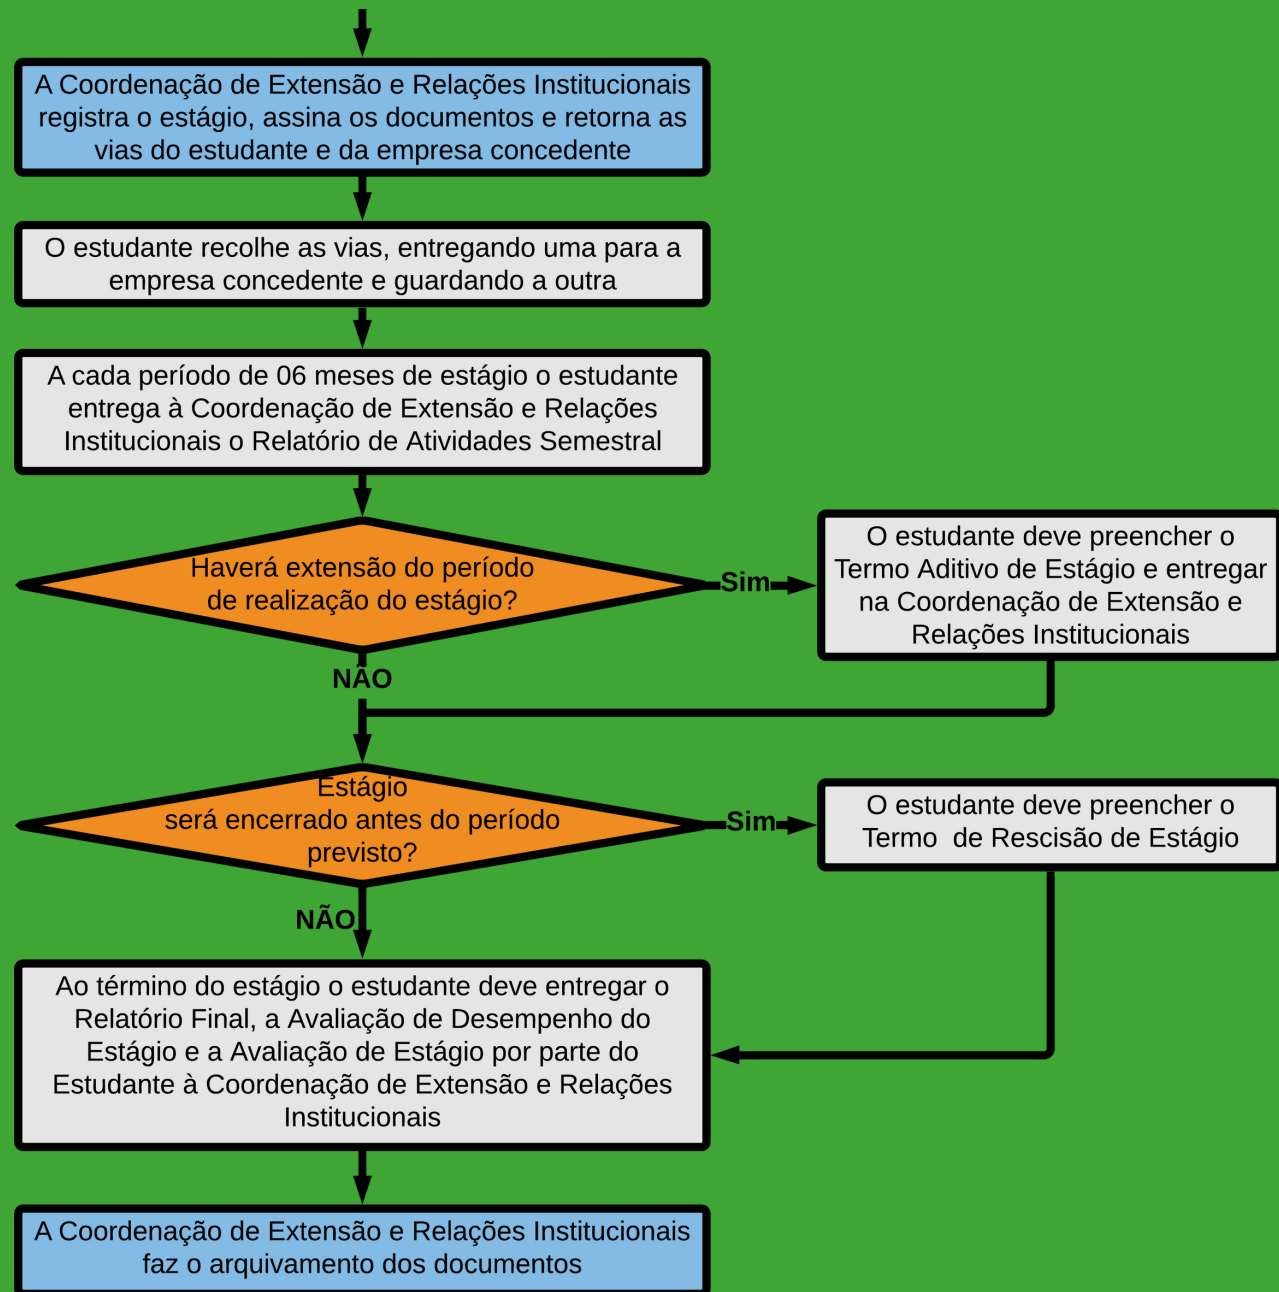 A Coordenação de Extensão e Relações Institucionais
registra o estágio, assina os documentos e retorna as
vias do estudante e da empresa concedente
O estudante recolhe as vias, entregando uma para a
empresa concedente e guardando a outra
A cada período de 06 meses de estágio o estudante
entrega à Coordenação de Extensão e Relações
Institucionais o Relatório de Atividades Semestral
Haverá extensão do período
de realização do estágio?
Sim
O estudante deve preencher o
Termo Aditivo de Estágio e entregar
na Coordenação de Extensão e
Relações Institucionais
NÃO
Estágio
será encerrado antes do período
previsto?
Sim
O estudante deve preencher o
Termo  de Rescisão de Estágio
NÃO
Ao término do estágio o estudante deve entregar o
Relatório Final, a Avaliação de Desempenho do
Estágio e a Avaliação de Estágio por parte do
Estudante à Coordenação de Extensão e Relações
Institucionais
A Coordenação de Extensão e Relações Institucionais
faz o arquivamento dos documentos